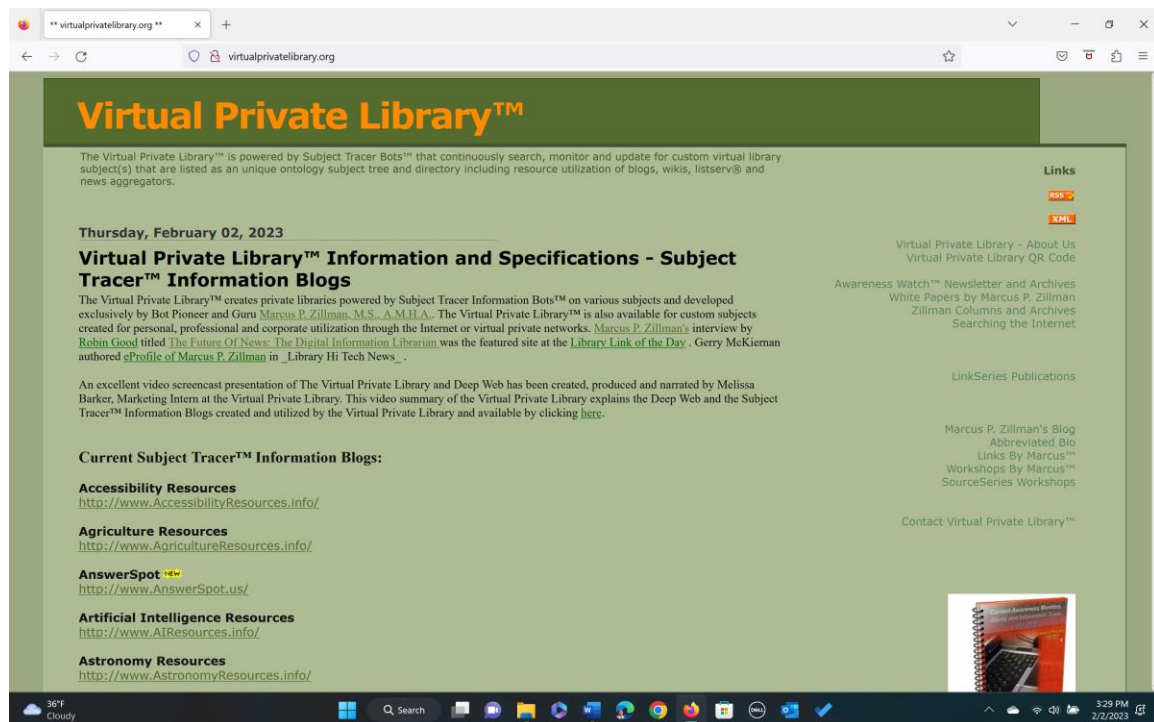 ** virtualprivatelibrary.org **
virtualprivatelibrary.org
Virtual Private Library™
The Virtual Private Library™ is powered by Subject Tracer Bots™ that continuously search, monitor and update for custom virtual library
subject(s) that are listed as an unique ontology subject tree and directory including resource utilization of blogs, wikis, listserv® and
news aggregators.
Thursday, February 02, 2023
Virtual Private Library™ Information and Specifications - Subject
Tracer™ Information Blogs
The Virtual Private Library™ creates private libraries powered by Subject Tracer Information Bots™ on various subjects and developed
exclusively by Bot Pioneer and Guru Marcus P. Zillman, M.S., A.M.H.A.. The Virtual Private Library™ is also available for custom subjects
created for personal, professional and corporate utilization through the Internet or virtual private networks. Marcus P. Zillman's interview by
Robin Good titled The Future Of News: The Digital Information Librarian was the featured site at the Library Link of the Day . Gerry McKiernan
authored eProfile of Marcus P. Zillman in _Library Hi Tech News_ .
An excellent video screencast presentation of The Virtual Private Library and Deep Web has been created, produced and narrated by Melissa
Barker, Marketing Intern at the Virtual Private Library. This video summary of the Virtual Private Library explains the Deep Web and the Subject
Tracer™ Information Blogs created and utilized by the Virtual Private Library and available by clicking here.
Current Subject Tracer™ Information Blogs:
Accessibility Resources
http://www.AccessibilityResources.info/
Agriculture Resources
http://www.AgricultureResources.info/
AnswerSpot NEW
http://www.AnswerSpot.us/
Artificial Intelligence Resources
http://www.AIResources.info/
Astronomy Resources
http://www.AstronomyResources.info/
Links
RSS
XML
Virtual Private Library - About Us
Virtual Private Library QR Code
Awareness Watch™ Newsletter and Archives
White Papers by Marcus P. Zillman
Zillman Columns and Archives
Searching the Internet
LinkSeries Publications
Marcus P. Zillman's Blog
Abbreviated Bio
Links By Marcus™
Workshops By Marcus™
SourceSeries Workshops
Contact Virtual Private Library™
Current Awareness Monitors,
36°F
Cloudy
Search
DELL
3:29 PM
2/2/2023